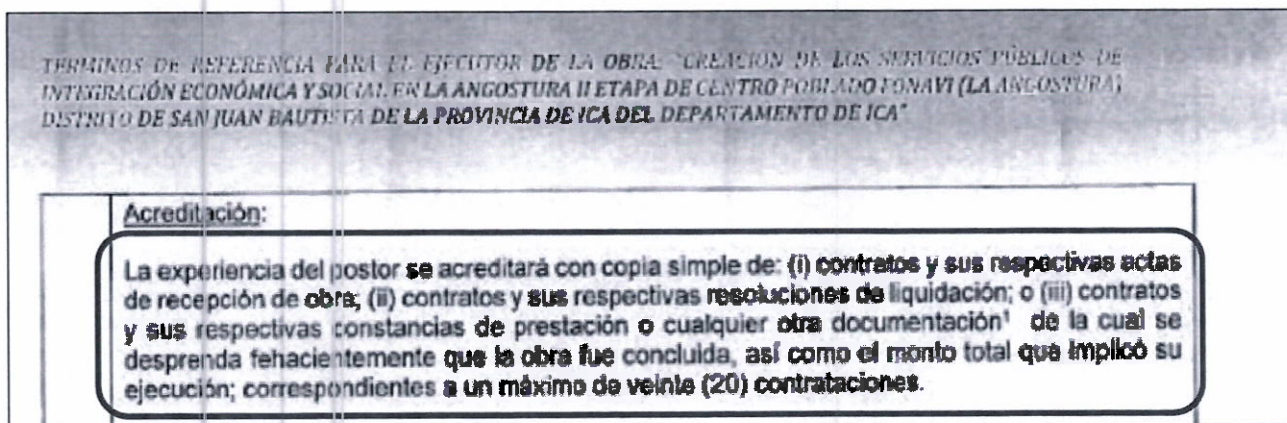 TERMINOS DE REFERENCIA PARA EL EJECUTOR DE LA OBRA: "CREACION DE LOS SERVICIOS PÚBLICOS DE
INTEGRACIÓN ECONÓMICA Y SOCIAL EN LA ANGOSTURA II ETAPA DE CENTRO POBLADO FONAVI (LA ANGOSTURA)
DISTRITO DE SAN JUAN BAUTISTA DE LA PROVINCIA DE ICA DEL DEPARTAMENTO DE ICA"
Acreditación:
La experiencia del postor se acreditará con copia simple de: (i) contratos y sus respectivas actas
de recepción de obra; (ii) contratos y sus respectivas resoluciones de liquidación; o (iii) contratos
y sus respectivas constancias de prestación o cualquier otra documentación¹ de la cual se
desprenda fehacientemente que la obra fue concluida, así como el monto total que implicó su
ejecución; correspondientes a un máximo de veinte (20) contrataciones.